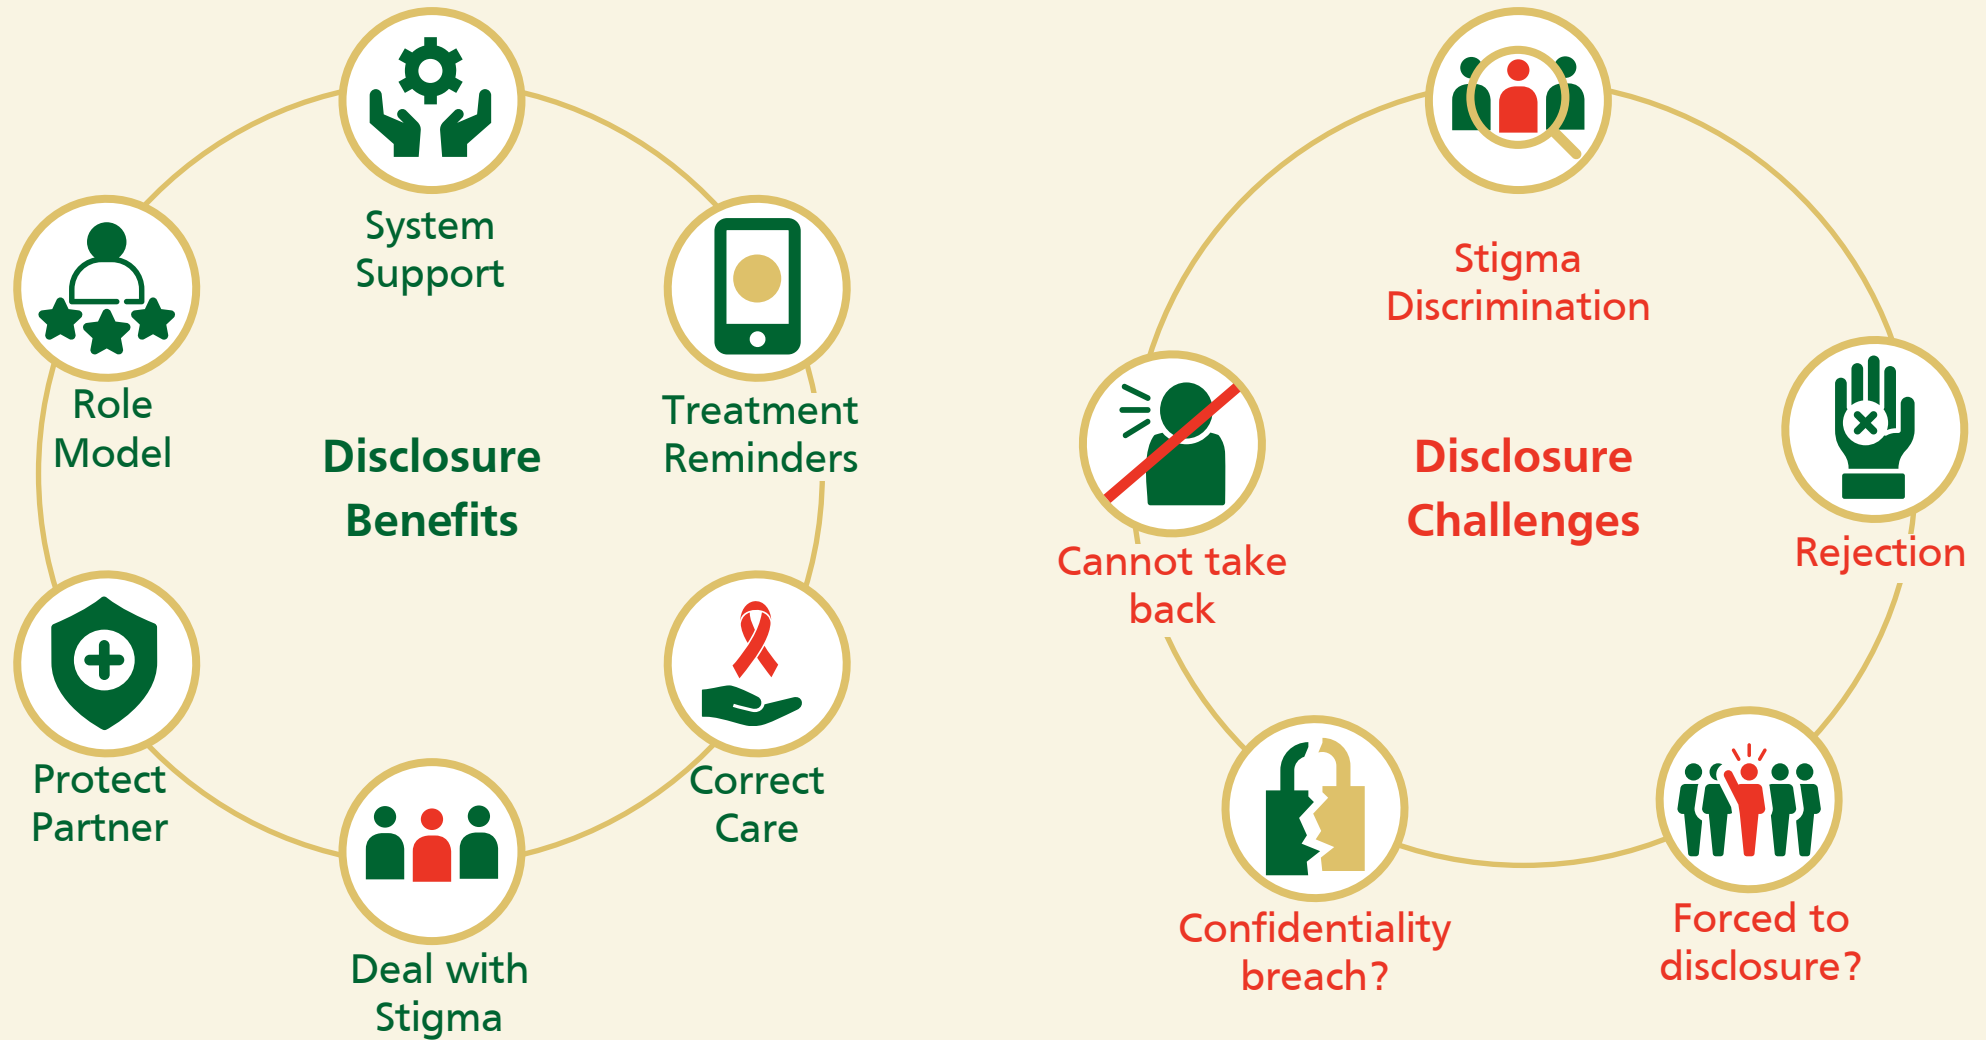 System
Support
Role
Model
Treatment
Reminders
Disclosure
Benefits
Protect
Partner
Correct
Care
Deal with
Stigma
Stigma
Discrimination
Disclosure
Challenges
Cannot take
back
Rejection
Confidentiality
breach?
Forced to
disclosure?